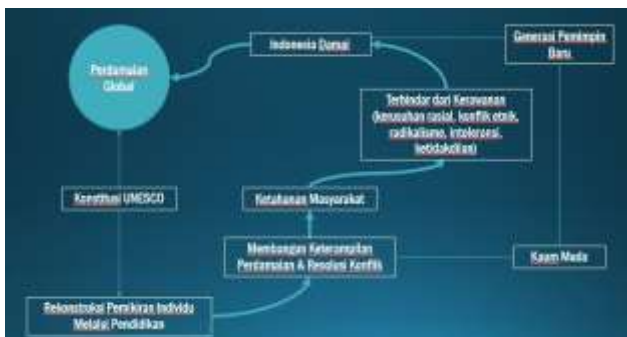 Indonesia Damai
Generasi Pemimpin
Baru
Perdamaian
Global
Terhindar dari Kerawanan
(kerusuhan rasial, konflik etnik,
radikalisme, intoleransi,
ketidakdilan)
Konstitusi UNESCO
Ketahanan Masyarakat
Membangun Keterampilan
Perdamaian & Resolusi Konflik
Kaum Muda
Rekonstruksi Pemikiran Individu
Melalui Pendidikan